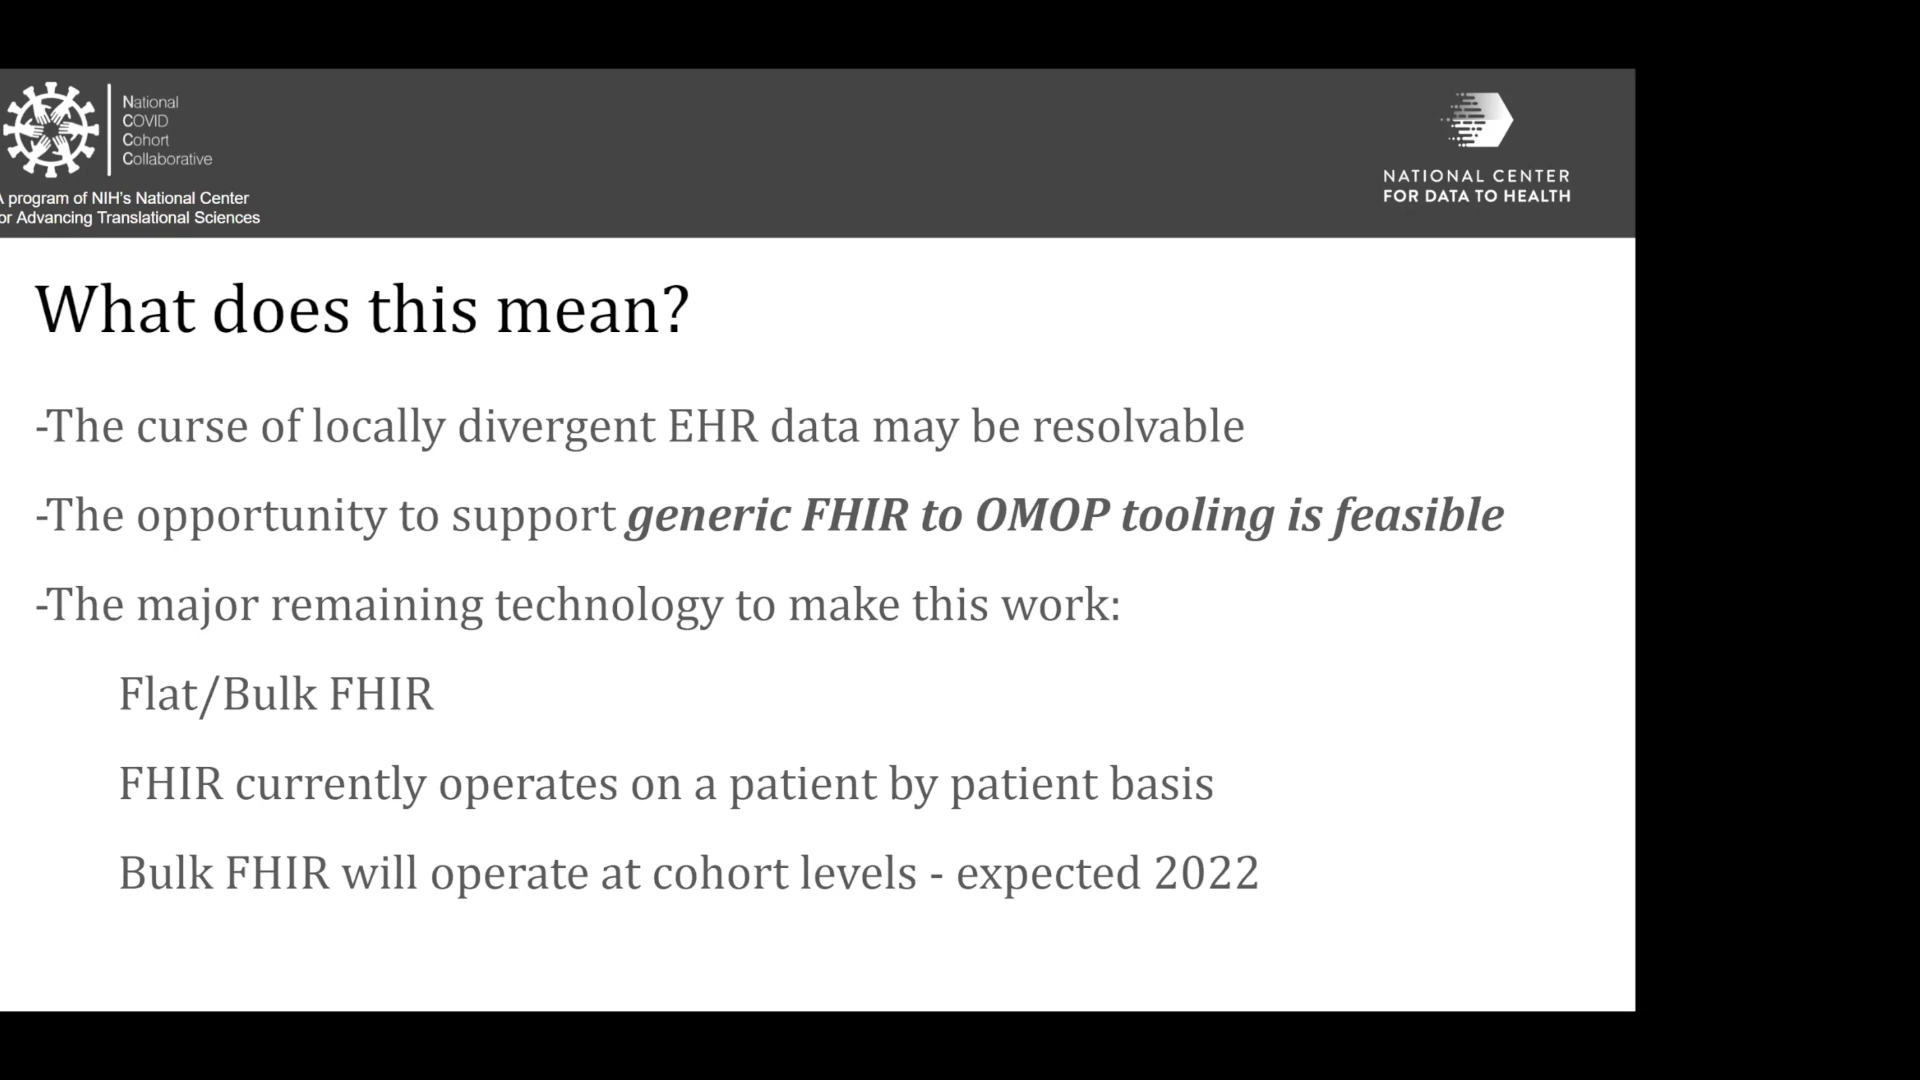 National
COVID
Cohort
Collaborative
A program of NIH's National Center
or Advancing Translational Sciences
NATIONAL CENTER
FOR DATA TO HEALTH
What does this mean?
-The curse of locally divergent EHR data may be resolvable
-The opportunity to support generic FHIR to OMOP tooling is feasible
-The major remaining technology to make this work:
Flat/Bulk FHIR
FHIR currently operates on a patient by patient basis
Bulk FHIR will operate at cohort levels - expected 2022